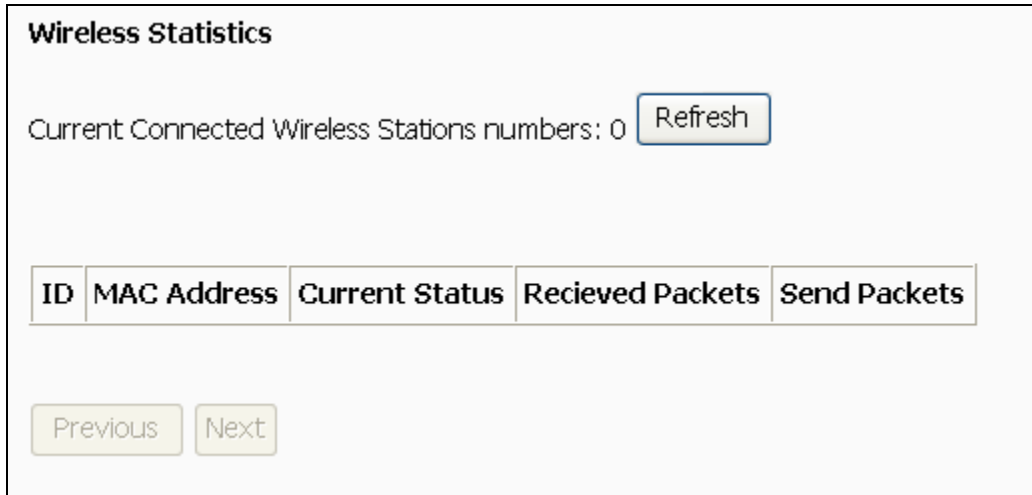 Wireless Statistics
Current Connected Wireless Stations numbers: 0 Refresh
ID MAC Address Current Status Recieved Packets Send Packets
Previous Next